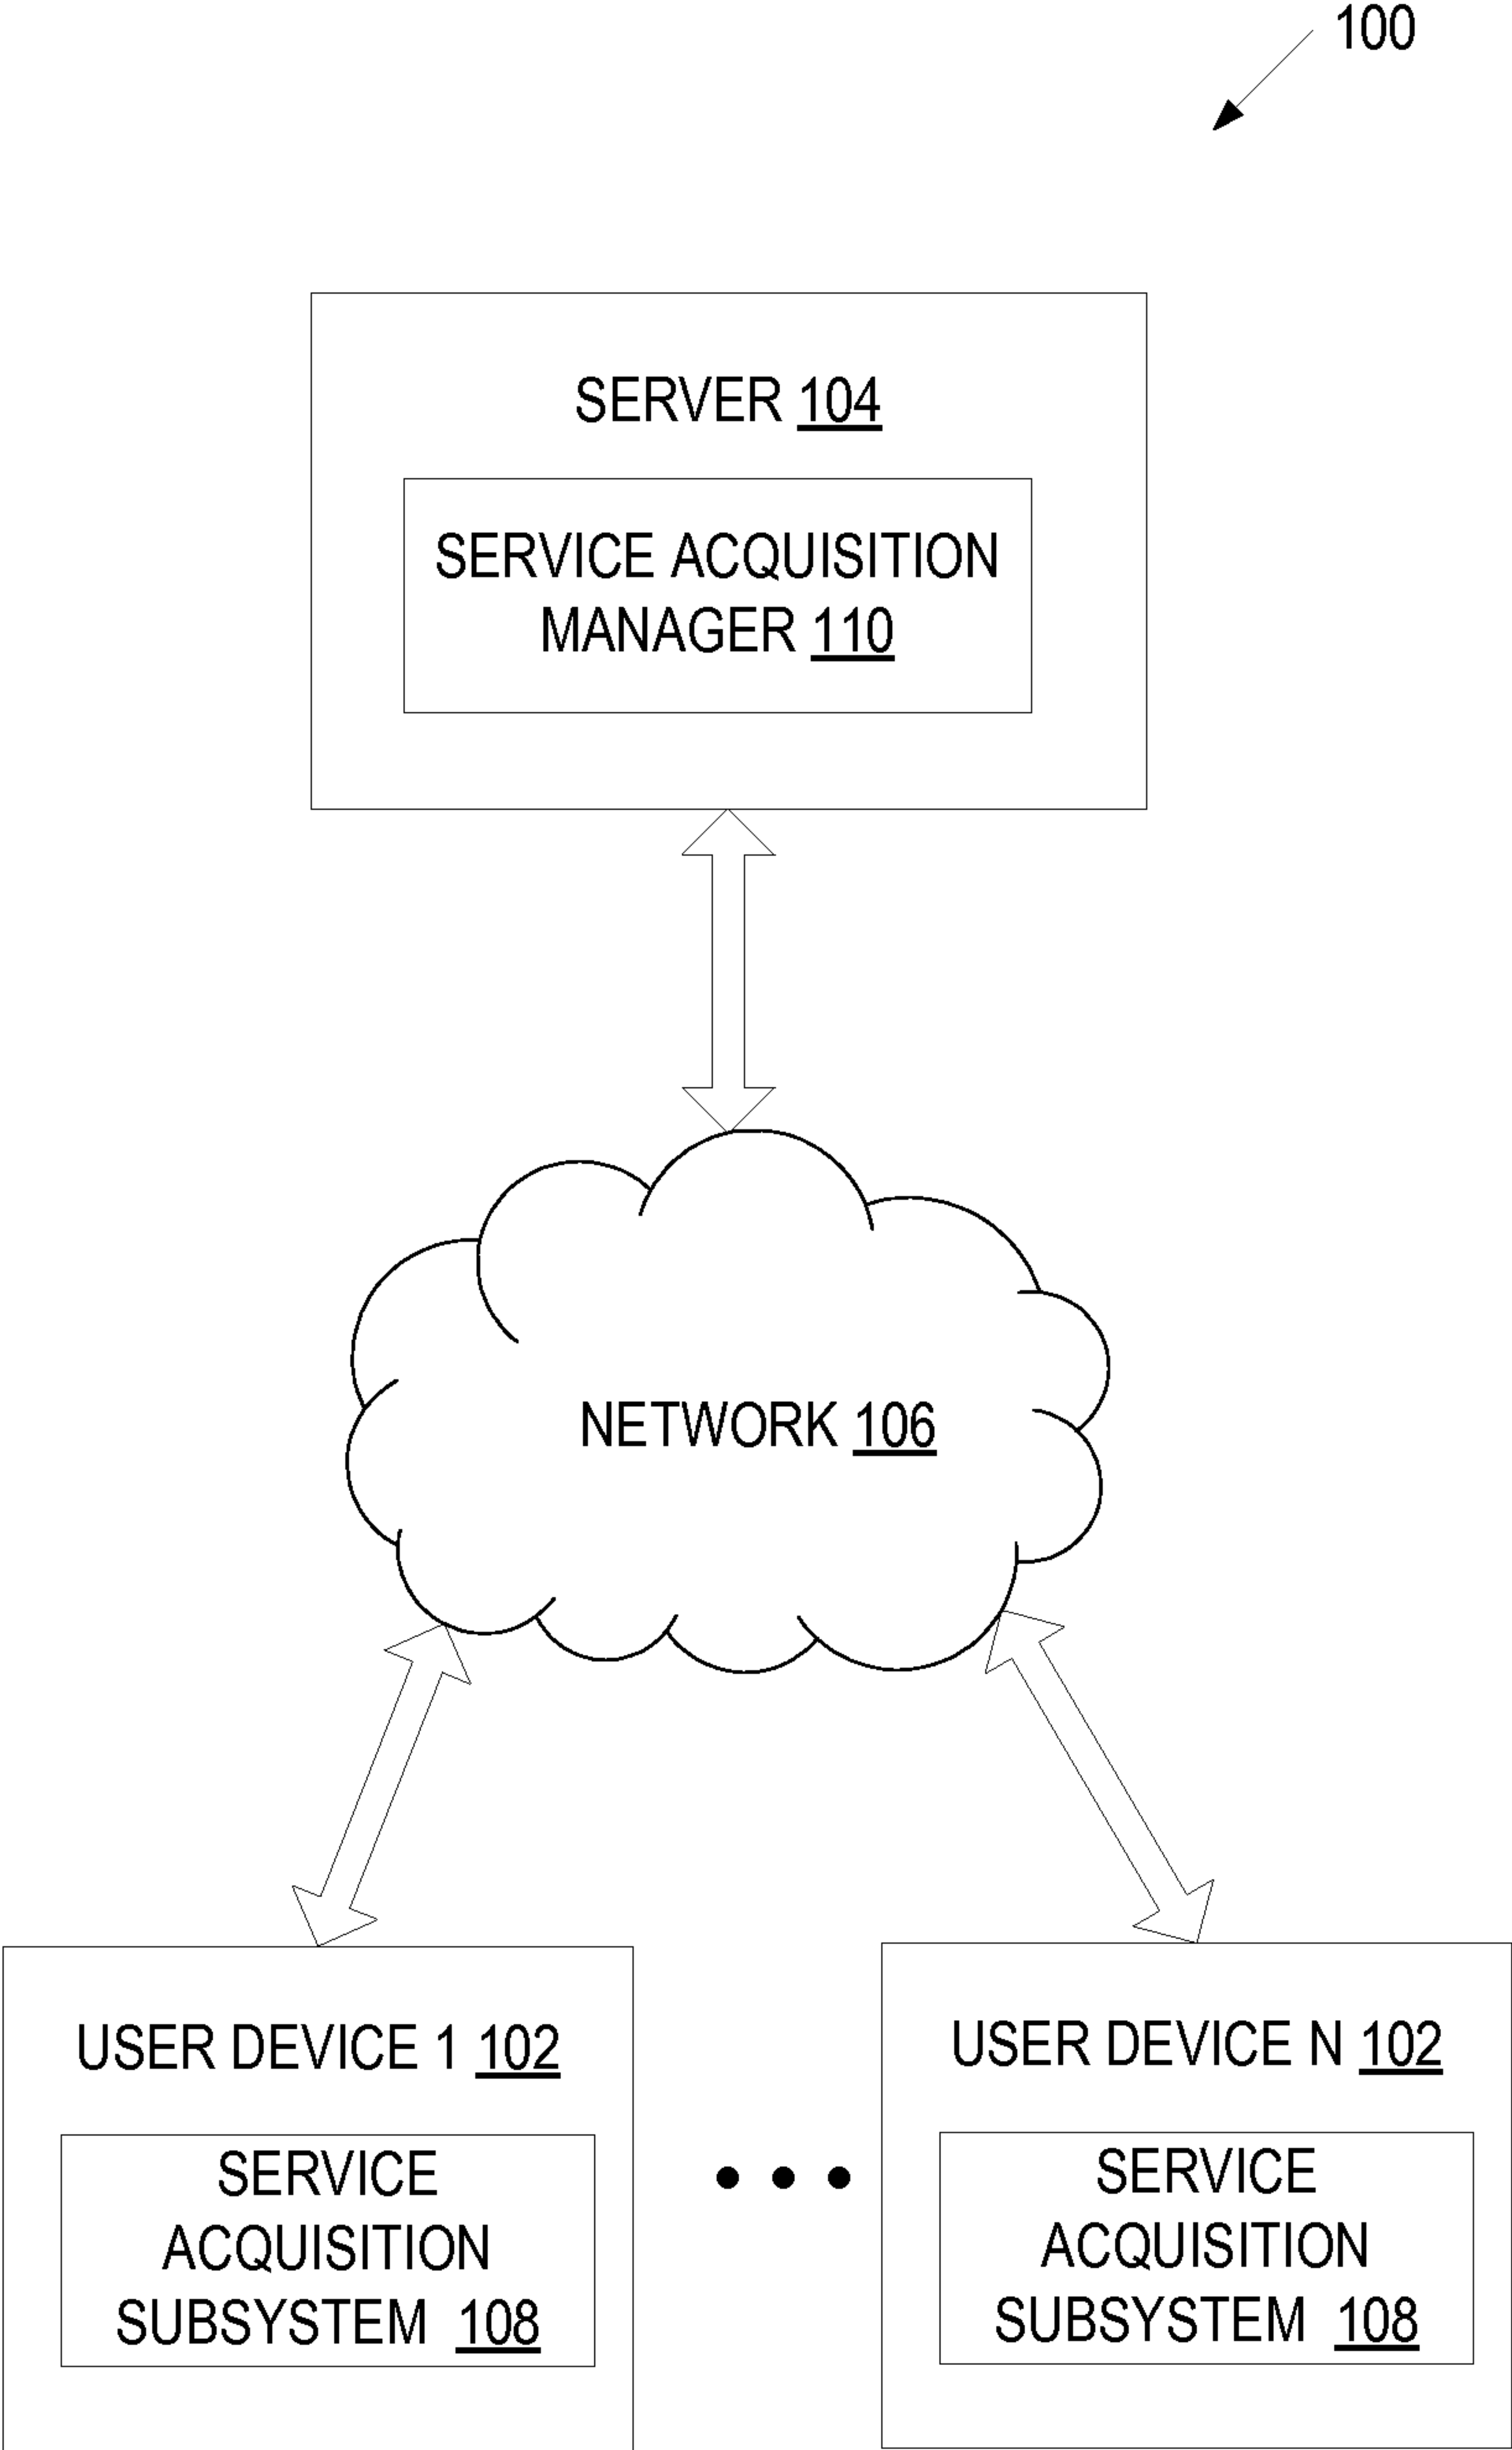 100
SERVER 104
SERVICE ACQUISITION
MANAGER 110
NETWORK 106
USER DEVICE 1 102
SERVICE
ACQUISITION
SUBSYSTEM 108
USER DEVICE N 102
SERVICE
ACQUISITION
SUBSYSTEM 108